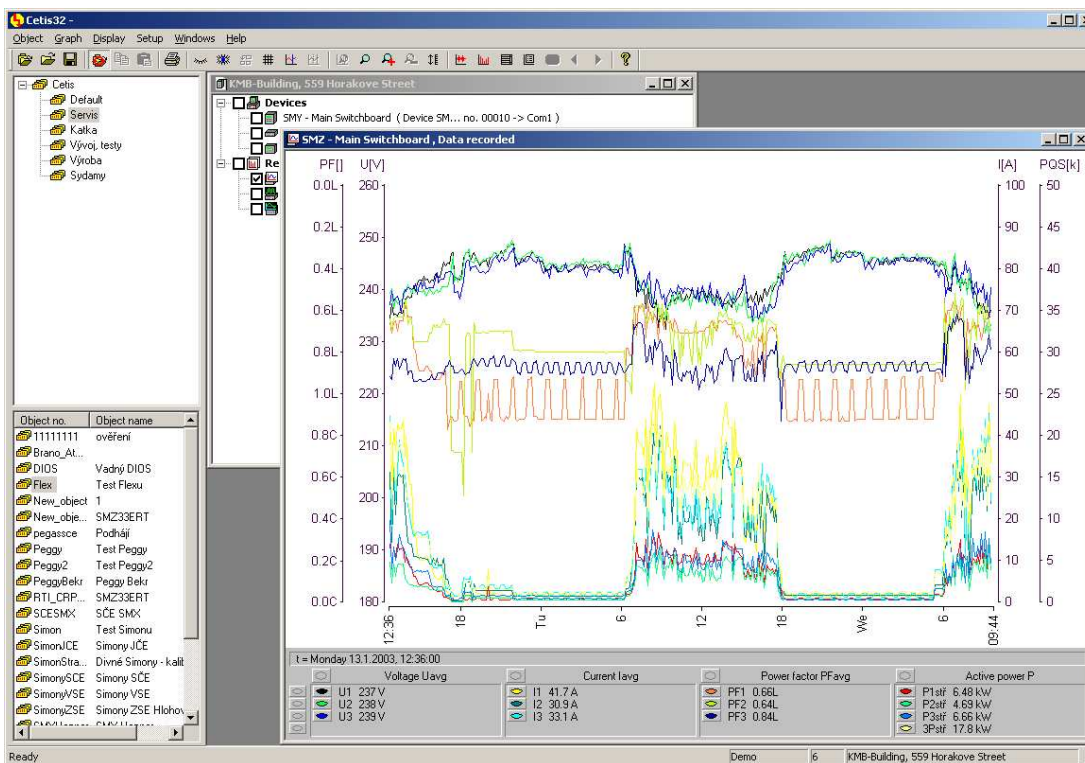 Cetis32 -
Object Graph Display Setup Windows Help
Cetis
Default
Servis
Katka
Vývoj, testy
Výroba
Sydamy
KMB-Building, 559 Horakove Street
Devices
SMY - Main Switchboard ( Device SM... no. 00010 -> Com1 )
Re
SMZ - Main Switchboard , Data recorded
PF[] U[V] I[A] PQS[k]
0.0L 260 100 50
0.2L 250 90 45
0.4L 240 80 40
0.6L 230 70 35
0.8L 220 60 30
1.0L 210 50 25
0.8C 200 40 20
0.6C 190 30 15
0.4C 180 20 10
0.2C 10 5
0.0C 0 0
12:36 18 Tu 6 12 18 We 6 09:44
t = Monday 13.1.2003, 12:36:00
Voltage Uavg Current Iavg Power factor PFavg Active power P
U1 237 V I1 41.7 A PF1 0.66L P1stř 6.48 kW
U2 238 V I2 30.9 A PF2 0.64L P2stř 4.69 kW
U3 239 V I3 33.1 A PF3 0.84L P3stř 6.66 kW
3Pstř 17.8 kW
Object no. Object name
11111111 ověření
Brano_At...
DIOS Vadný DIOS
Flex Test Flexu
New_object 1
New_obje... SMZ33ERT
pegassce Podhájí
Peggy Test Peggy
Peggy2 Test Peggy2
PeggyBekr Peggy Bekr
RTI_CRP... SMZ33ERT
SCESMX SČE SMX
Simon Test Simonu
SimonJCE Simony JČE
SimonStra... Divné Simony - kalit
SimonySCE Simony SČE
SimonyVSE Simony VSE
SimonyZSE Simony ZSE Hlohov
Ready Demo 6 KMB-Building, 559 Horakove Street